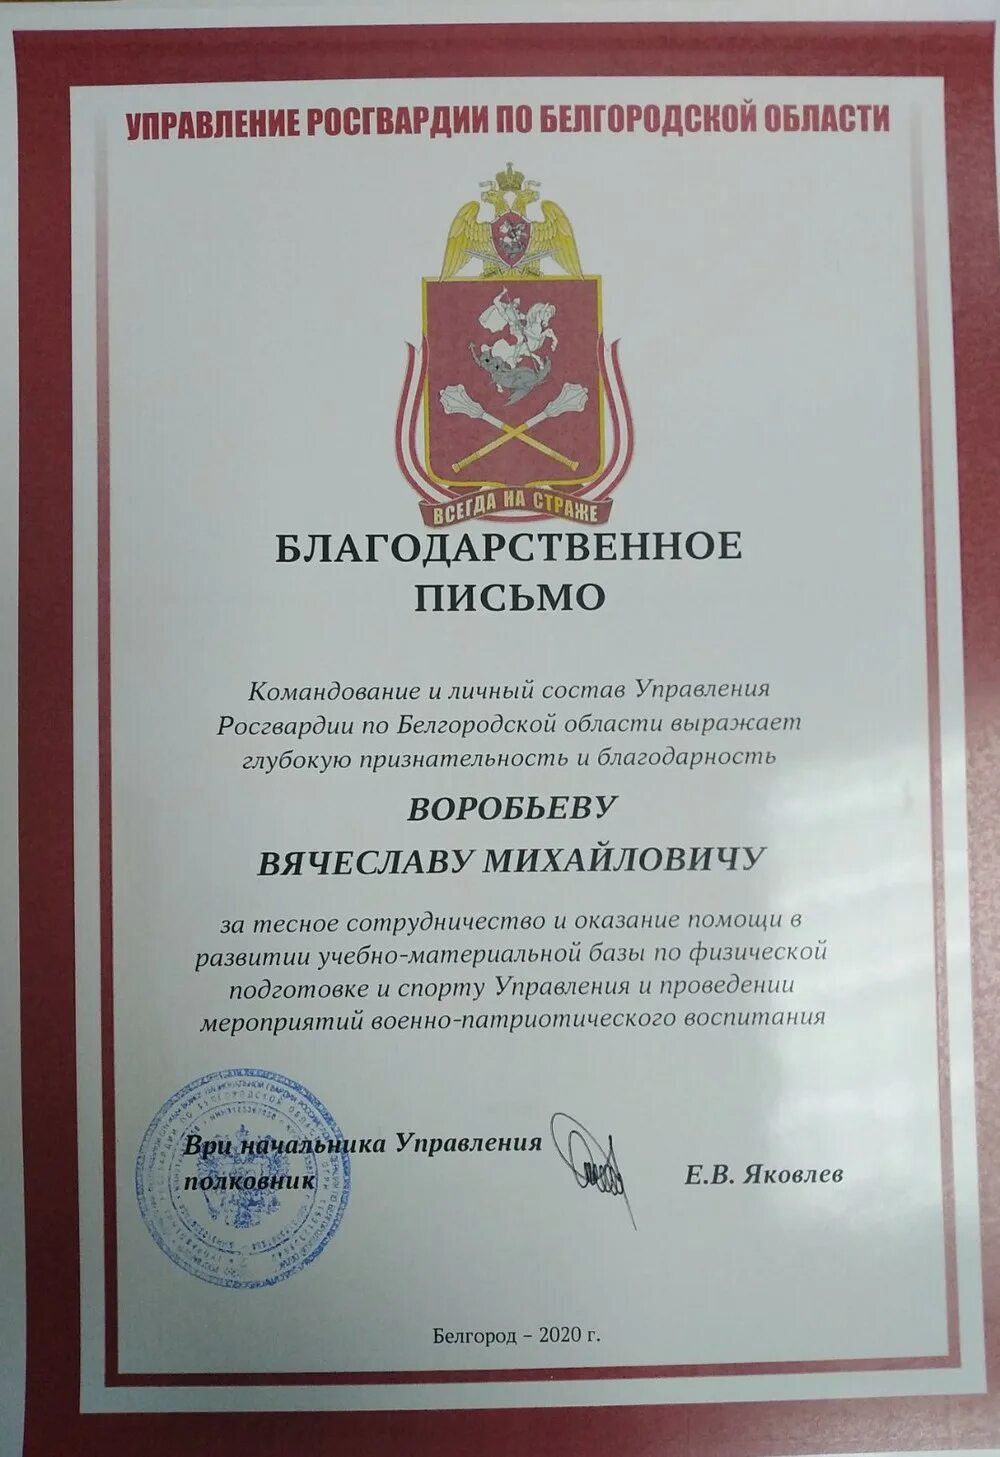 УПРАВЛЕНИЕ РОСГВАРДИИ ПО БЕЛГОРОДСКОЙ ОБЛАСТИ
ВСЕГДА НА СТРАЖЕ
БЛАГОДАРСТВЕННОЕ
ПИСЬМО
Командование и личный состав Управления
Росгвардии по Белгородской области выражает
глубокую признательность и благодарность
ВОРОБЬЕВУ
ВЯЧЕСЛАВУ МИХАЙЛОВИЧУ
за тесное сотрудничество и оказание помощи в
развитии учебно-материальной базы по физической
подготовке и спорту Управления и проведении
мероприятий военно-патриотического воспитания
Ври начальника Управления
полковник
Е.В. Яковлев
Белгород – 2020 г.